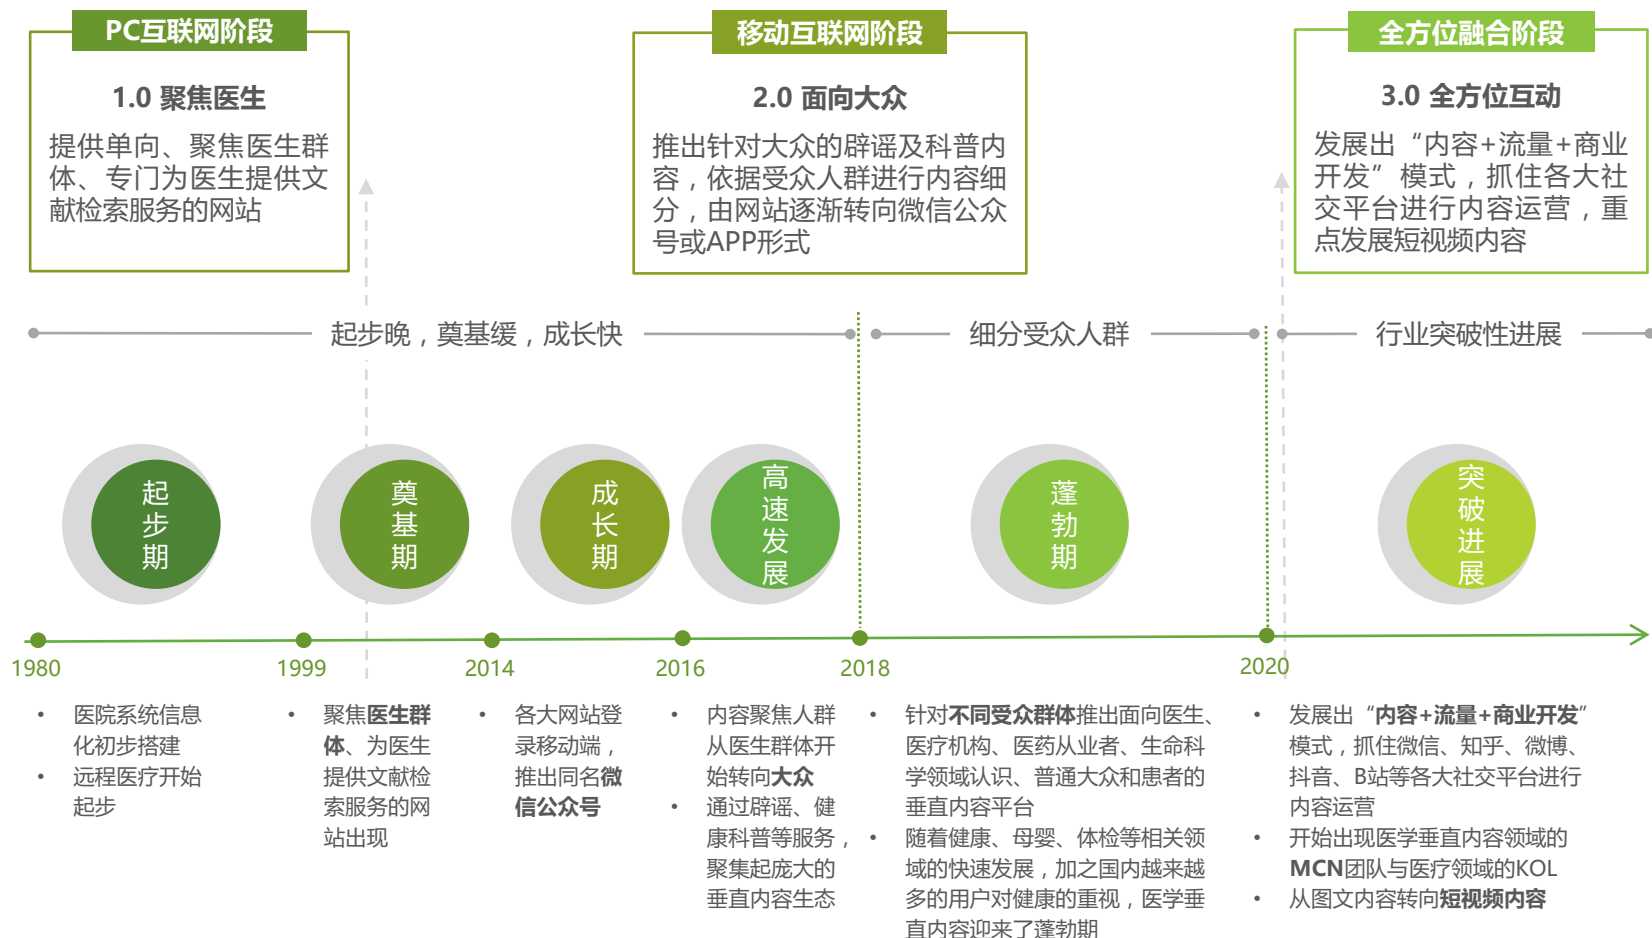 PC互联网阶段
1.0 聚焦医生
提供单向、聚焦医生群
体、专门为医生提供文
献检索服务的网站
移动互联网阶段
2.0 面向大众
推出针对大众的辟谣及科普内
容，依据受众人群进行内容细
分，由网站逐渐转向微信公众
号或APP形式
全方位融合阶段
3.0 全方位互动
发展出“内容+流量+商业
开发”模式，抓住各大社
交平台进行内容运营，重
点发展短视频内容
起步晚，奠基缓，成长快
细分受众人群
行业突破性进展
起步期
奠基期
成长期
高速发展
蓬勃期
突破进展
1980
1999
2014
2016
2018
2020
• 医院系统信息
化初步搭建
• 远程医疗开始
起步
• 聚焦医生群
体、为医生
提供文献检
索服务的网
站出现
• 各大网站登
录移动端，
推出同名微
信公众号
• 内容聚焦人群
从医生群体开
始转向大众
• 通过辟谣、健
康科普等服务，
聚集起庞大的
垂直内容生态
• 针对不同受众群体推出面向医生、
医疗机构、医药从业者、生命科
学领域认识、普通大众和患者的
垂直内容平台
• 随着健康、母婴、体检等相关领
域的快速发展，加之国内越来越
多的用户对健康的重视，医学垂
直内容迎来了蓬勃期
• 发展出“内容+流量+商业开发”
模式，抓住微信、知乎、微博、
抖音、B站等各大社交平台进行
内容运营
• 开始出现医学垂直内容领域的
MCN团队与医疗领域的KOL
• 从图文内容转向短视频内容